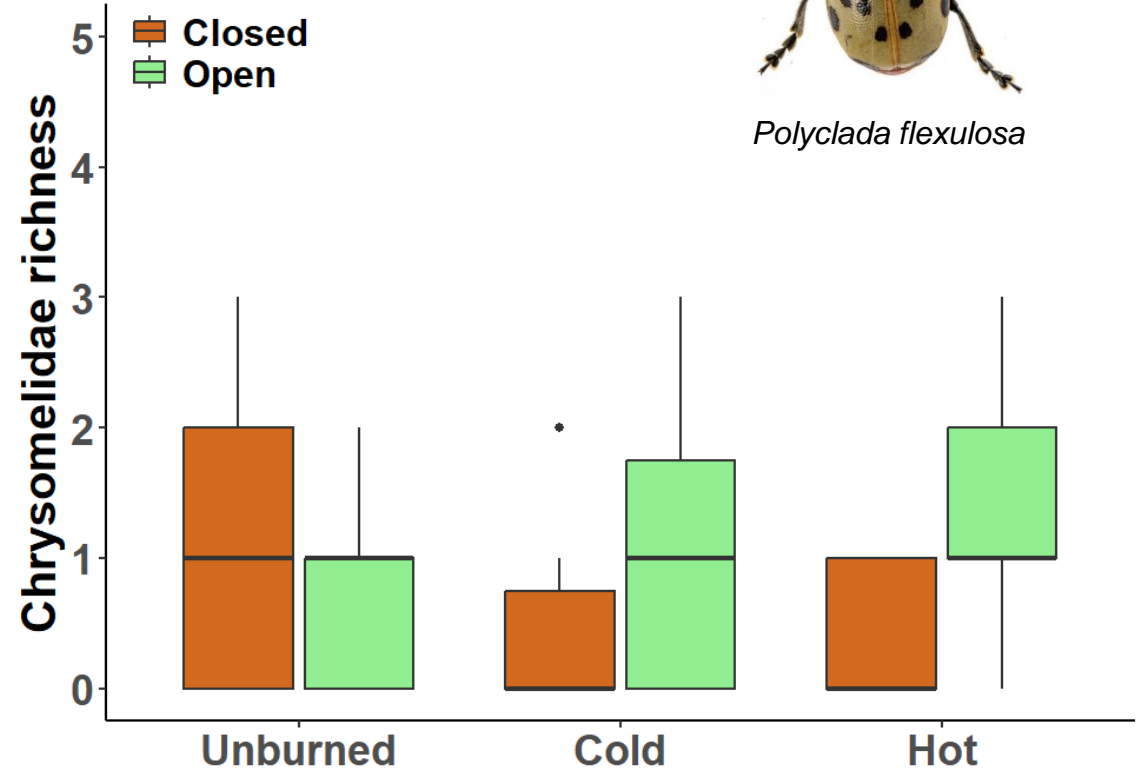 Closed
Open
Polyclada flexulosa
Chrysomelidae richness
5
4
3
2
1
0
Unburned Cold Hot